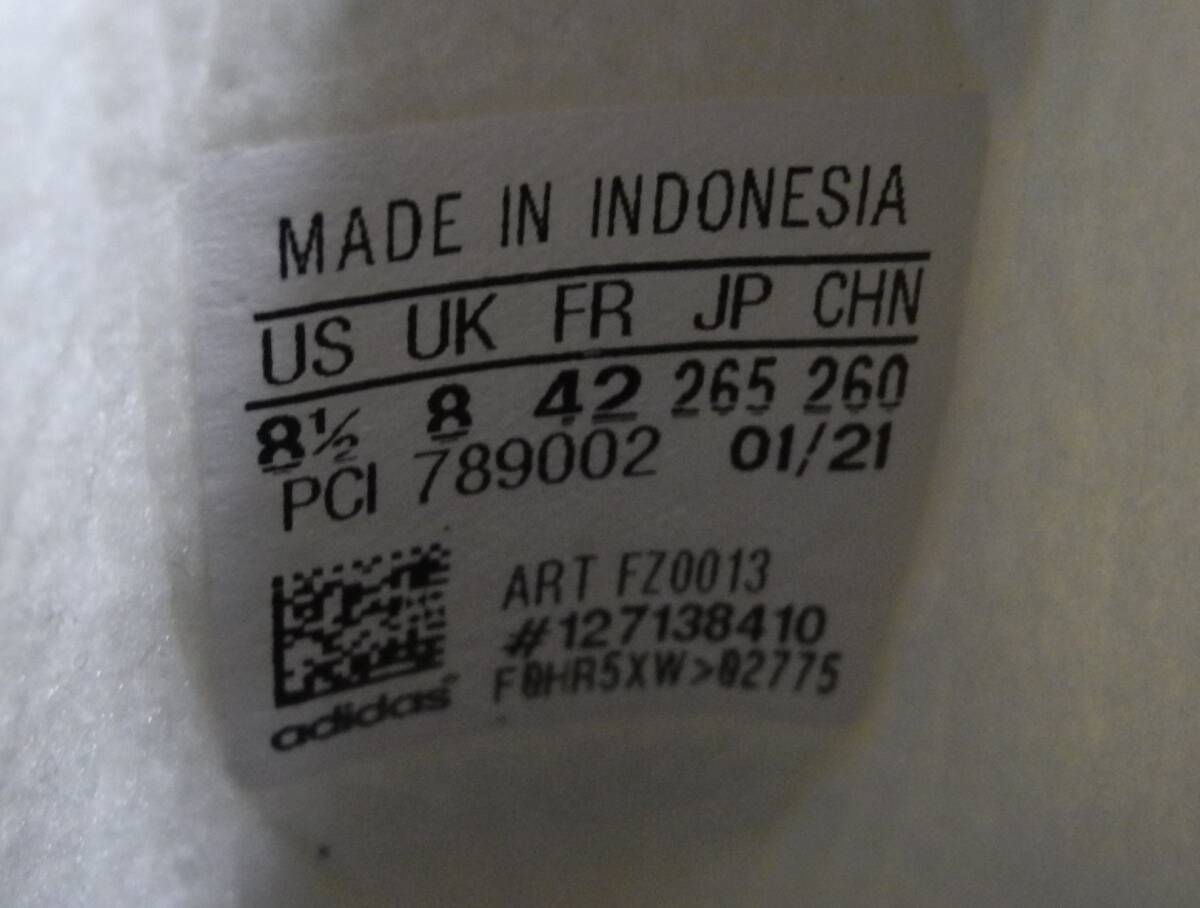 MADE IN INDONESIA
US UK FR JP CHN
8½ 8 42 265 260
PCI 789002 01/21
ART FZ0013
#127138410
F0HR5XW>02775
adidas